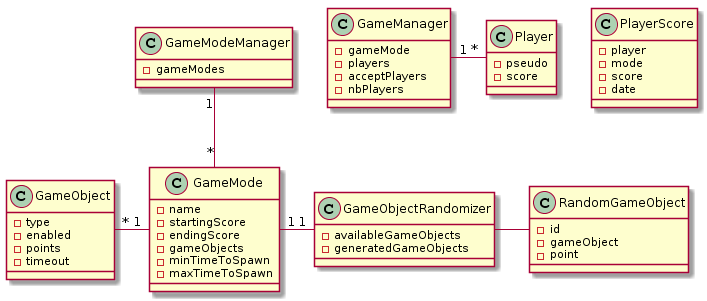 C GameModeManager
gameModes
C GameManager
gameMode
players
acceptPlayers
nbPlayers
1 *
C Player
pseudo
score
C PlayerScore
player
mode
score
date
1
*
C GameObject
type
enabled
points
timeout
* 1
C GameMode
name
startingScore
endingScore
gameObjects
minTimeToSpawn
maxTimeToSpawn
1 1
C GameObjectRandomizer
availableGameObjects
generatedGameObjects
C RandomGameObject
id
gameObject
point